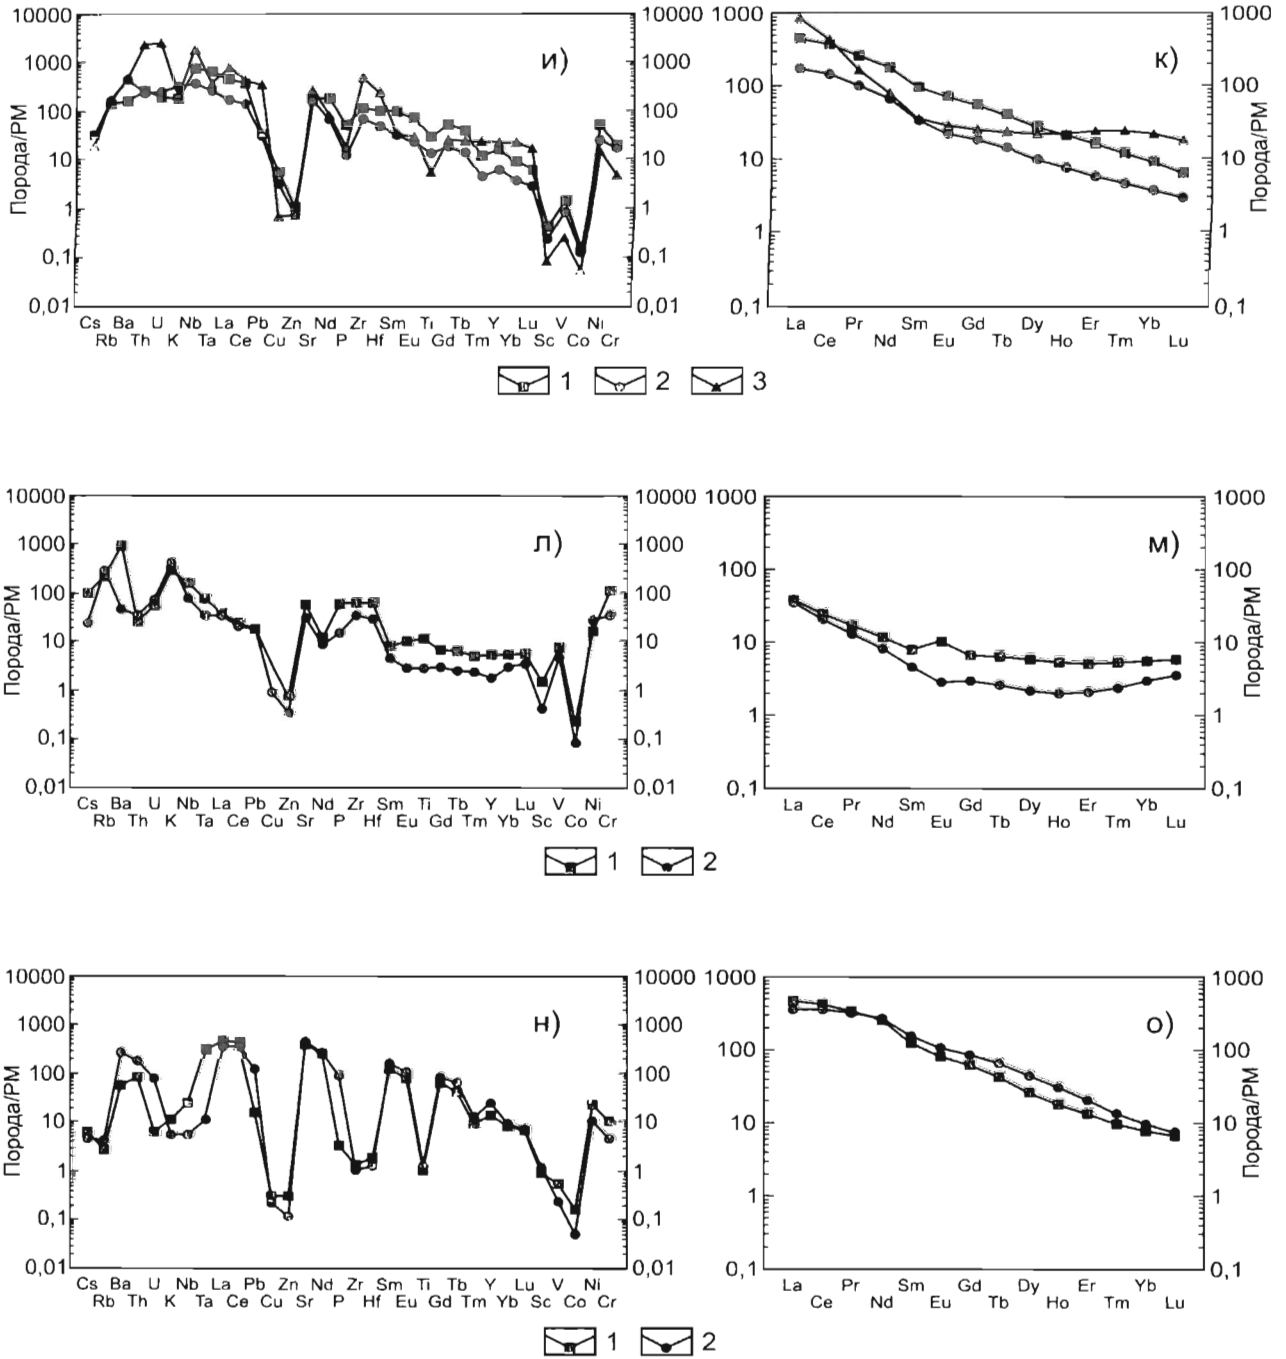 10000 10000 1000 1000
1000 1000
100 100 100 100
10 10 10 10
1 1 1 1
0,1 0,1
0,01 0,01 0,1 0,1
и) к)
Порода/РМ Порода/РМ Порода/РМ
Cs Ba U Nb La Pb Zn Nd Zr Sm Ti Tb Y Lu V Ni
Rb Th K Ta Ce Cu Sr P Hf Eu Gd Tm Yb Sc Co Cr
La Pr Sm Gd Dy Er Yb
Ce Nd Eu Tb Ho Tm Lu
1 2 3
10000 10000 1000 1000
1000 1000
100 100 100 100
10 10 10 10
1 1 1 1
0,1 0,1
0,01 0,01 0,1 0,1
л) м)
Порода/РМ Порода/РМ
Cs Ba U Nb La Pb Zn Nd Zr Sm Ti Tb Y Lu V Ni
Rb Th K Ta Ce Cu Sr P Hf Eu Gd Tm Yb Sc Co Cr
La Pr Sm Gd Dy Er Yb
Ce Nd Eu Tb Ho Tm Lu
1 2
10000 10000 1000 1000
1000 1000
100 100 100 100
10 10 10 10
1 1 1 1
0,1 0,1
0,01 0,01 0,1 0,1
н) о)
Порода/РМ Порода/РМ
Cs Ba U Nb La Pb Zn Nd Zr Sm Ti Tb Y Lu V Ni
Rb Th K Ta Ce Cu Sr P Hf Eu Gd Tm Yb Sc Co Cr
La Pr Sm Gd Dy Er Yb
Ce Nd Eu Tb Ho Tm Lu
1 2